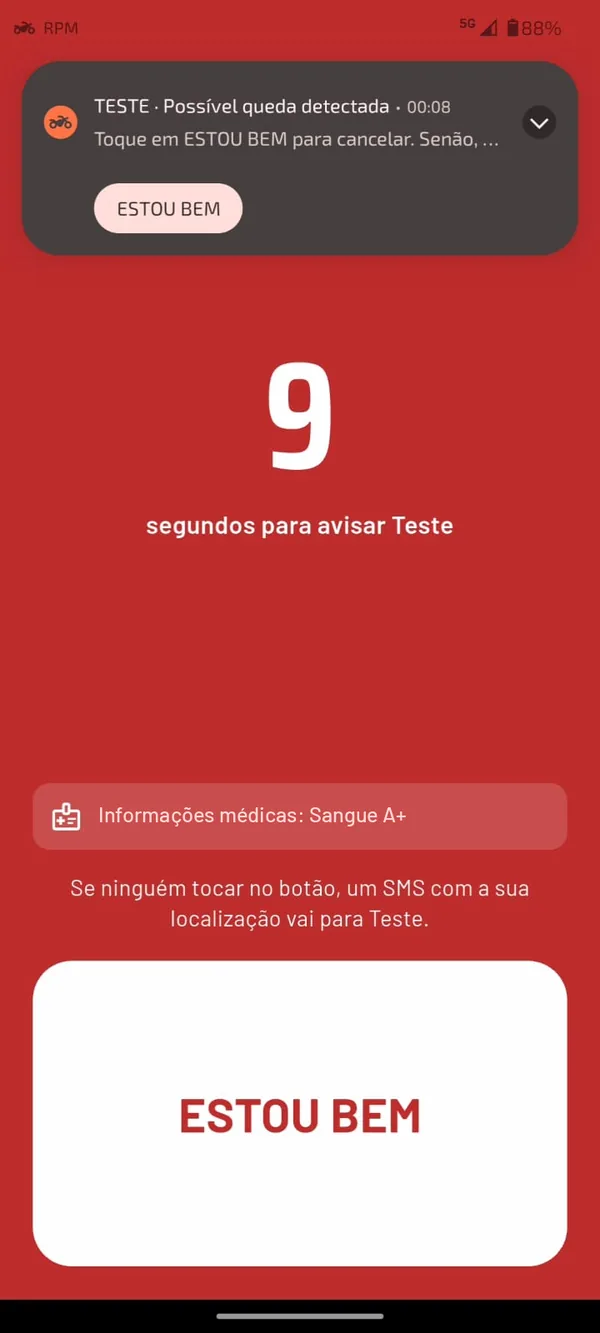 RPM
5G
88%
TESTE · Possível queda detectada • 00:08
Toque em ESTOU BEM para cancelar. Senão, ...
ESTOU BEM
9
segundos para avisar Teste
Informações médicas: Sangue A+
Se ninguém tocar no botão, um SMS com a sua
localização vai para Teste.
ESTOU BEM